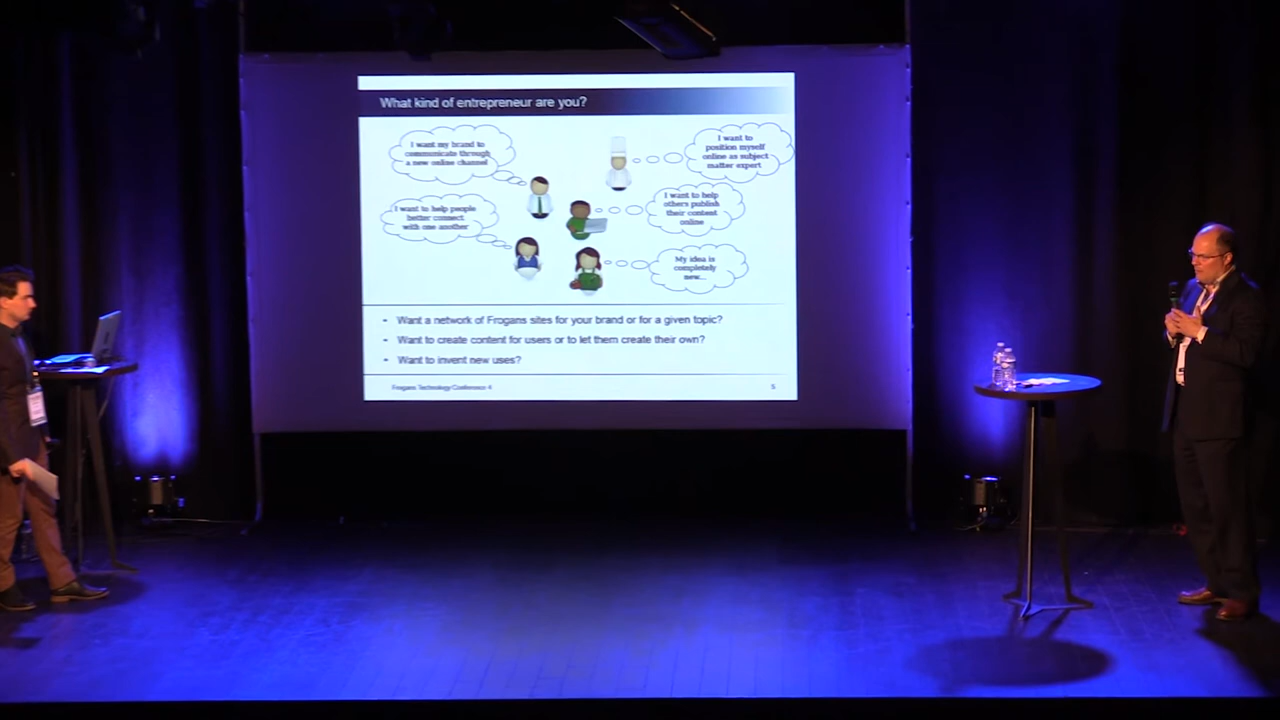 What kind of entrepreneur are you?
I want my brand to
communicate through
a new online channel
I want to
position myself
online as subject
matter expert
I want to help people
better connect
with one another
I want to help
others publish
their content
online
My idea is
completely
new...
- Want a network of Frogans sites for your brand or for a given topic?
- Want to create content for users or to let them create their own?
- Want to invent new uses?
Frogans Technology Conference 4
5